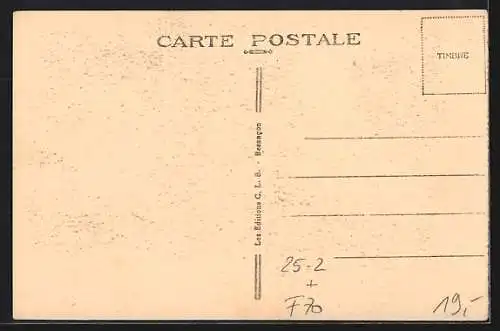 CARTE POSTALE
TIMBRE
Les Editions C. L. B. - Besançon
25-2
+
F70
19,-